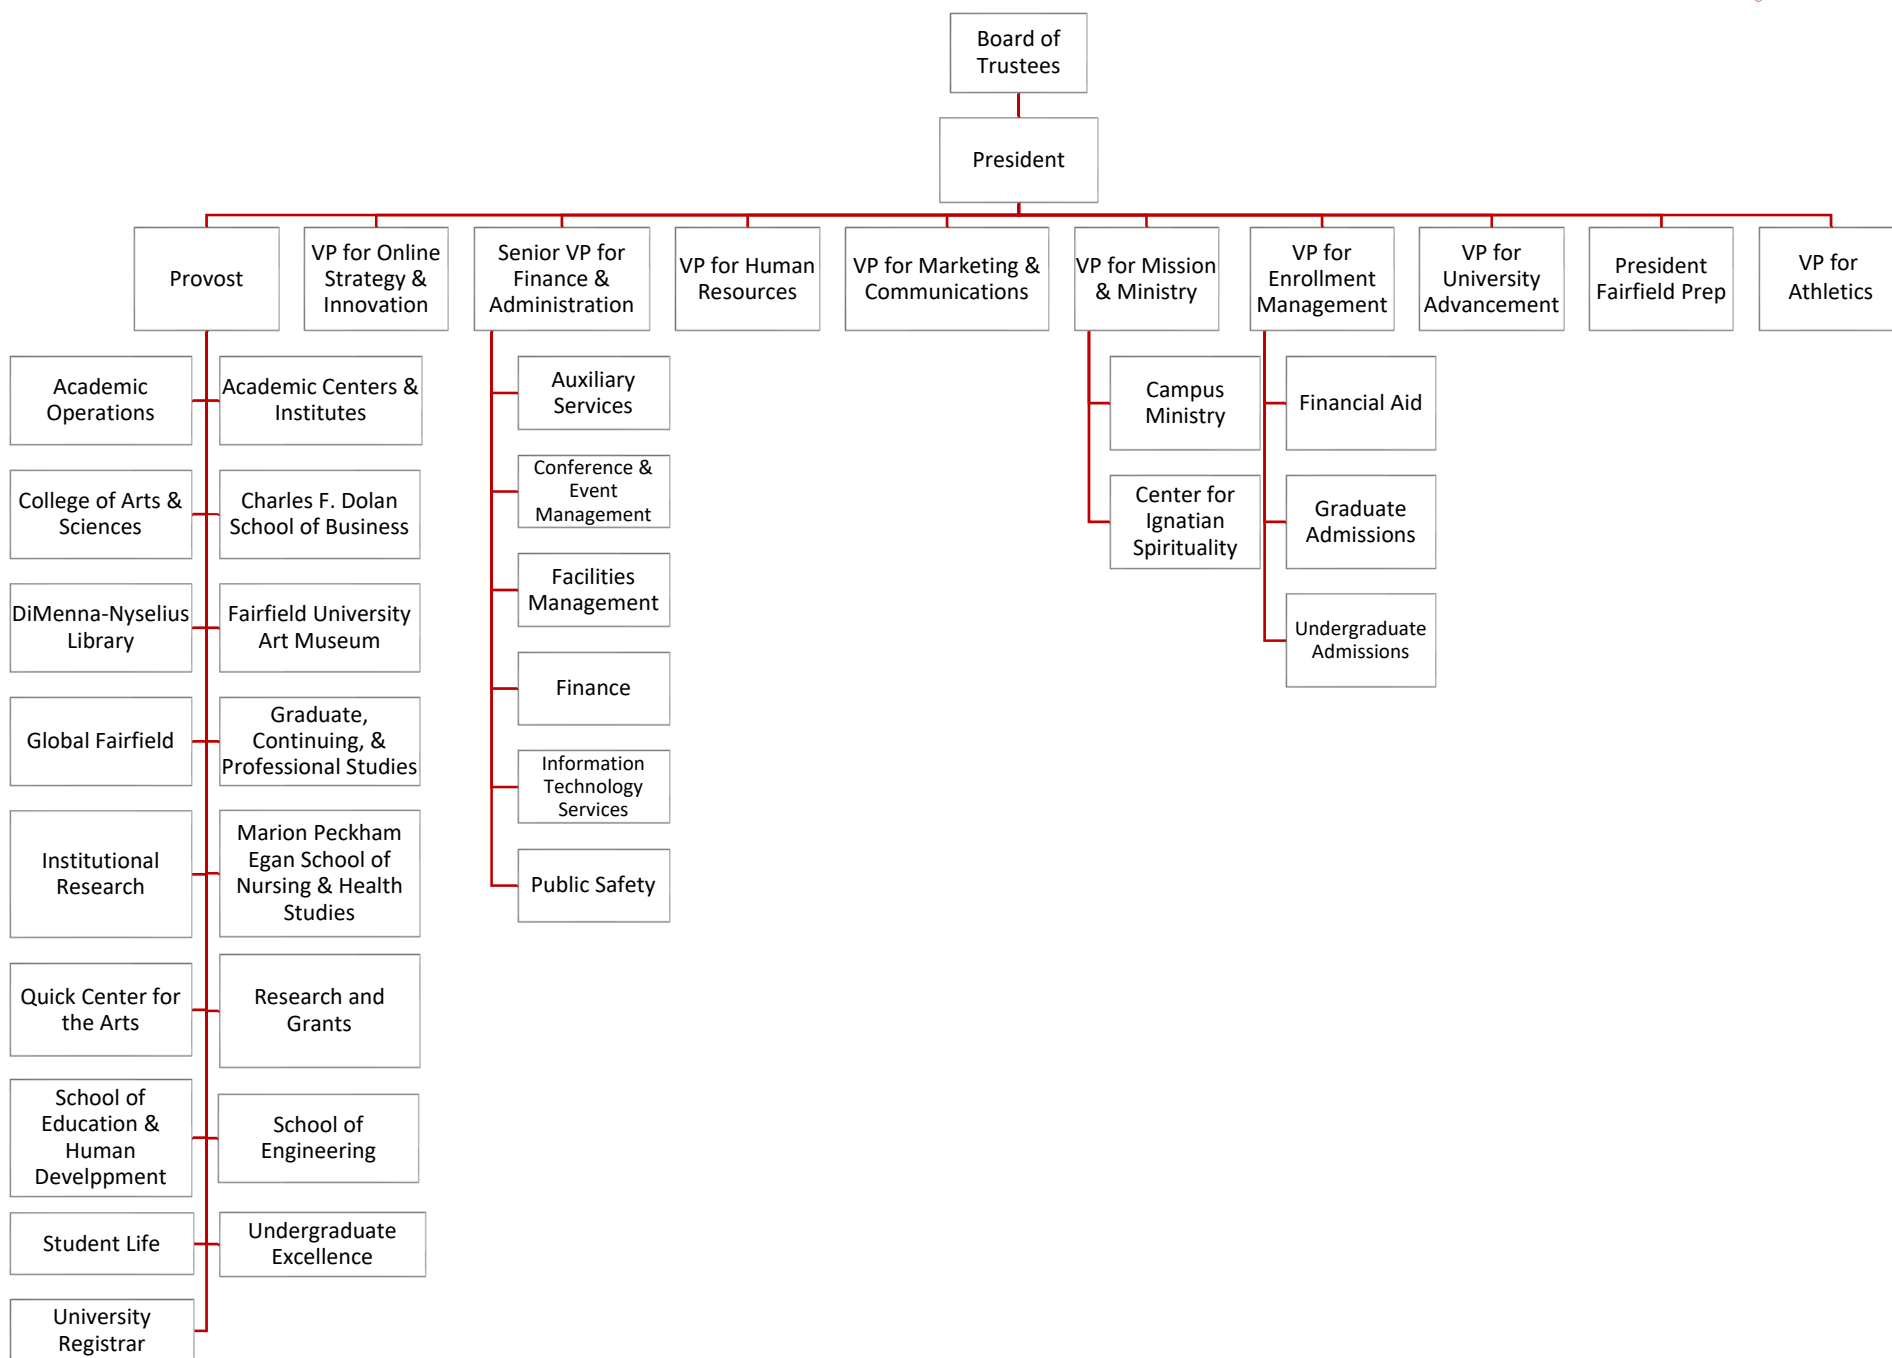 Board of
Trustees
President
Provost
VP for Online
Strategy &
Innovation
Senior VP for
Finance &
Administration
VP for Human
Resources
VP for Marketing &
Communications
VP for Mission
& Ministry
VP for
Enrollment
Management
VP for
University
Advancement
President
Fairfield Prep
VP for
Athletics
Academic
Operations
Academic Centers &
Institutes
College of Arts &
Sciences
Charles F. Dolan
School of Business
DiMenna-Nyselius
Library
Fairfield University
Art Museum
Global Fairfield
Graduate,
Continuing, &
Professional Studies
Institutional
Research
Marion Peckham
Egan School of
Nursing & Health
Studies
Quick Center for
the Arts
Research and
Grants
School of
Education &
Human
Develppment
School of
Engineering
Student Life
Undergraduate
Excellence
University
Registrar
Auxiliary
Services
Conference &
Event
Management
Facilities
Management
Finance
Information
Technology
Services
Public Safety
Campus
Ministry
Center for
Ignatian
Spirituality
Financial Aid
Graduate
Admissions
Undergraduate
Admissions